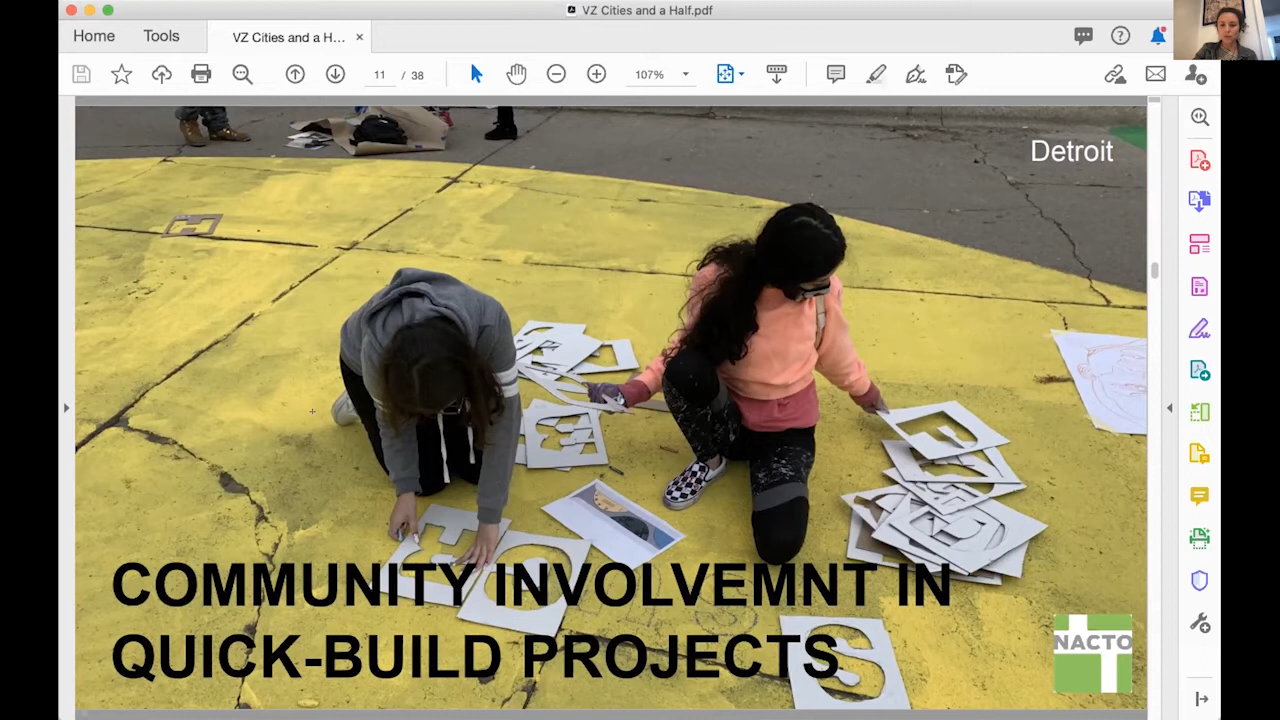 VZ Cities and a Half.pdf
Home
Tools
VZ Cities and a H...
11 / 38
107%
Detroit
COMMUNITY INVOLVEMNT IN
QUICK-BUILD PROJECTS
NACTO
S